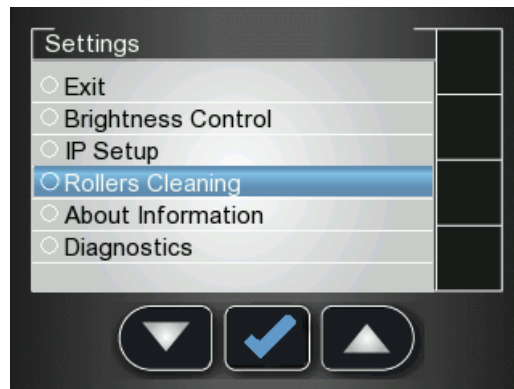 Settings
Exit
Brightness Control
IP Setup
Rollers Cleaning
About Information
Diagnostics